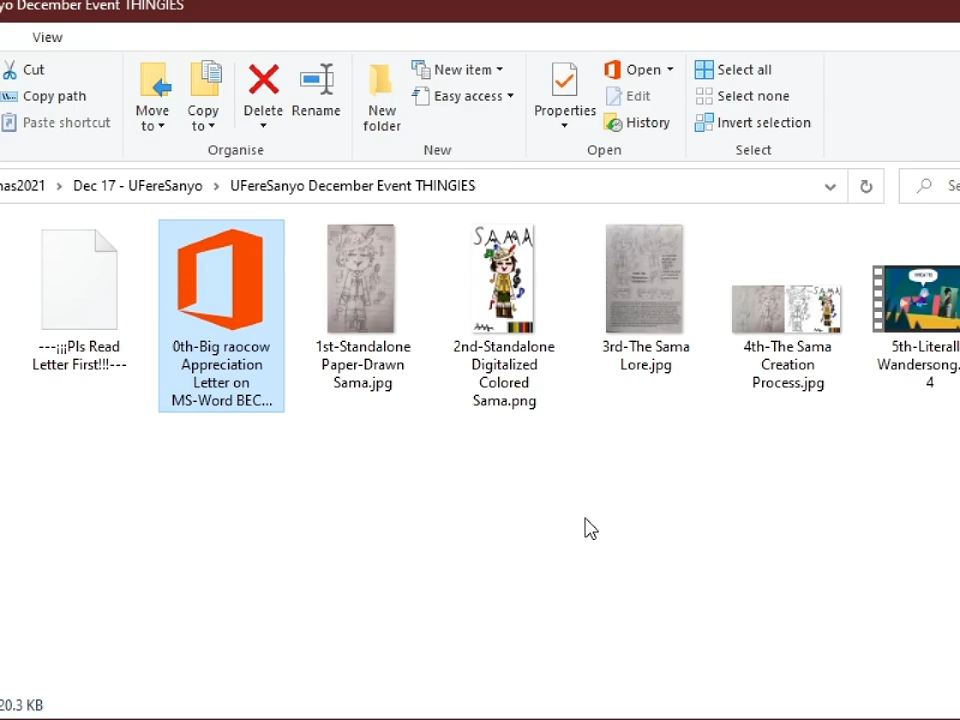 yo December Event THINGIES
View
Cut
Copy path
Paste shortcut
Move to
Copy to
Delete
Rename
New folder
New item
Easy access
Properties
Open
Edit
History
Select all
Select none
Invert selection
Organise
New
Open
Select
nas2021 > Dec 17 - UFereSanyo > UFereSanyo December Event THINGIES
Se
---¡¡¡Pls Read
Letter First!!!---
0th-Big raocow
Appreciation
Letter on
MS-Word BEC...
1st-Standalone
Paper-Drawn
Sama.jpg
SAMA
2nd-Standalone
Digitalized
Colored
Sama.png
3rd-The Sama
Lore.jpg
SAMA
4th-The Sama
Creation
Process.jpg
5th-Literall
Wandersong.
4
20.3 KB